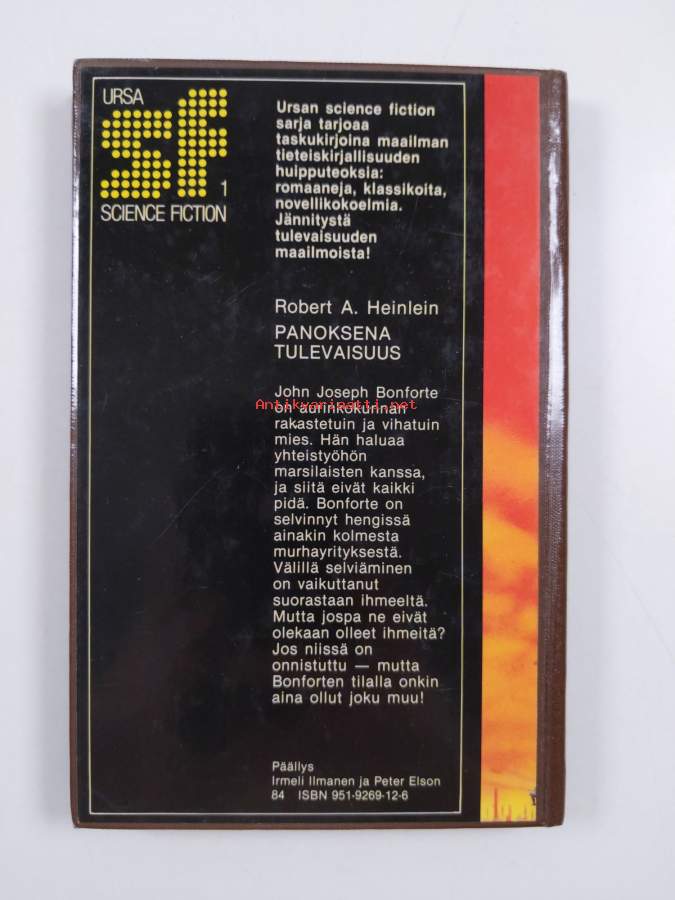 URSA
sf
1
SCIENCE FICTION
Ursan science fiction
sarja tarjoaa
taskukirjoina maailman
tieteiskirjallisuuden
huipputeoksia:
romaaneja, klassikoita,
novellikokoelmia.
Jännitystä
tulevaisuuden
maailmoista!
Robert A. Heinlein
PANOKSENA
TULEVAISUUS
John Joseph Bonforte
Antikvariaatti.net
on aurinkokunnan
rakastetuin ja vihatuin
mies. Hän haluaa
yhteistyöhön
marsilaisten kanssa,
ja siitä eivät kaikki
pidä. Bonforte on
selvinnyt hengissä
ainakin kolmesta
murhayrityksestä.
Välillä selviäminen
on vaikuttanut
suorastaan ihmeeltä.
Mutta jospa ne eivät
olekaan olleet ihmeitä?
Jos niissä on
onnistuttu — mutta
Bonforten tilalla onkin
aina ollut joku muu!
Päällys
Irmeli Ilmanen ja Peter Elson
84 ISBN 951-9269-12-6